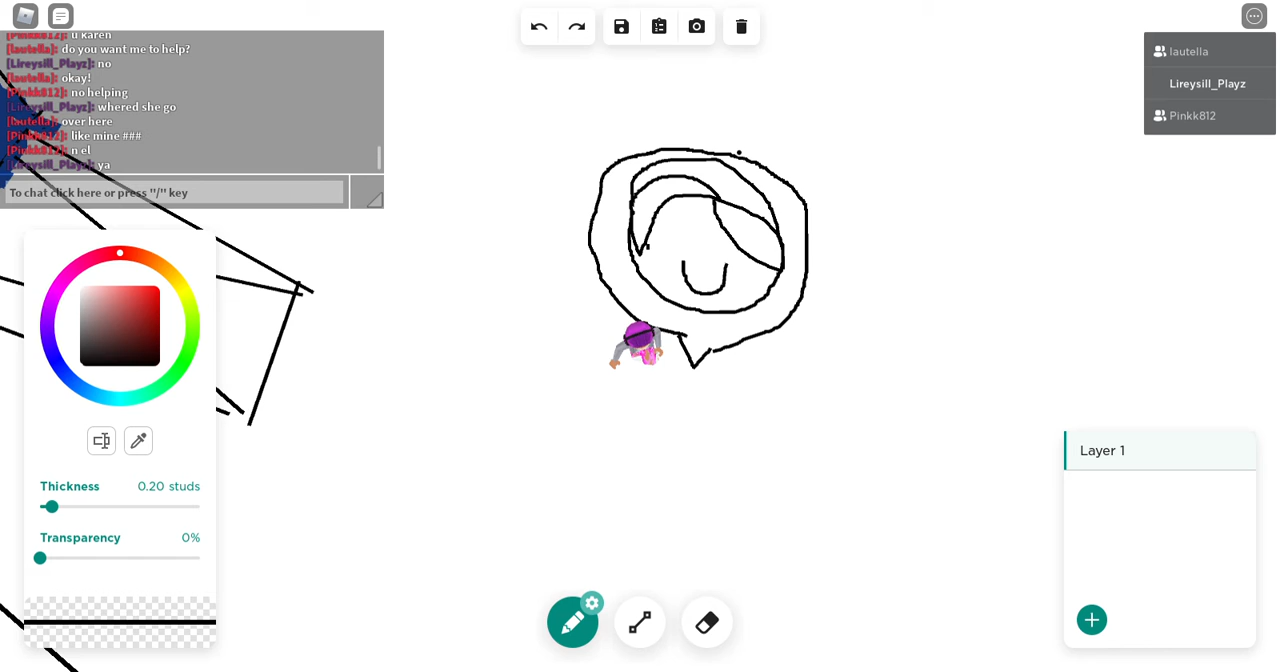 [Pinkk812]: u karen
[lautella]: do you want me to help?
[Lireysill_Playz]: no
[lautella]: okay!
[Pinkk812]: no helping
[Lireysill_Playz]: whered she go
[lautella]: over here
[Pinkk812]: like mine ###
[Pinkk812]: n el
[Lireysill_Playz]: ya
To chat click here or press "/" key
lautella
Lireysill_Playz
Pinkk812
Thickness 0.20 studs
Transparency 0%
Layer 1